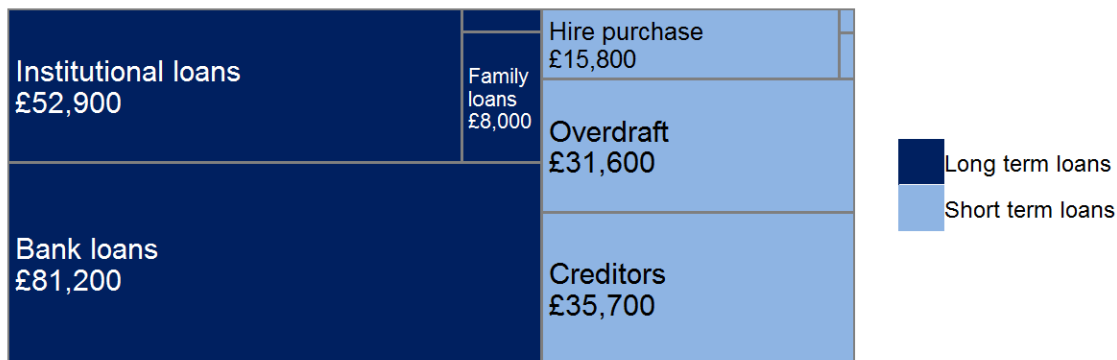 Institutional loans
£52,900
Family
loans
£8,000
Bank loans
£81,200
Hire purchase
£15,800
Overdraft
£31,600
Creditors
£35,700
Long term loans
Short term loans